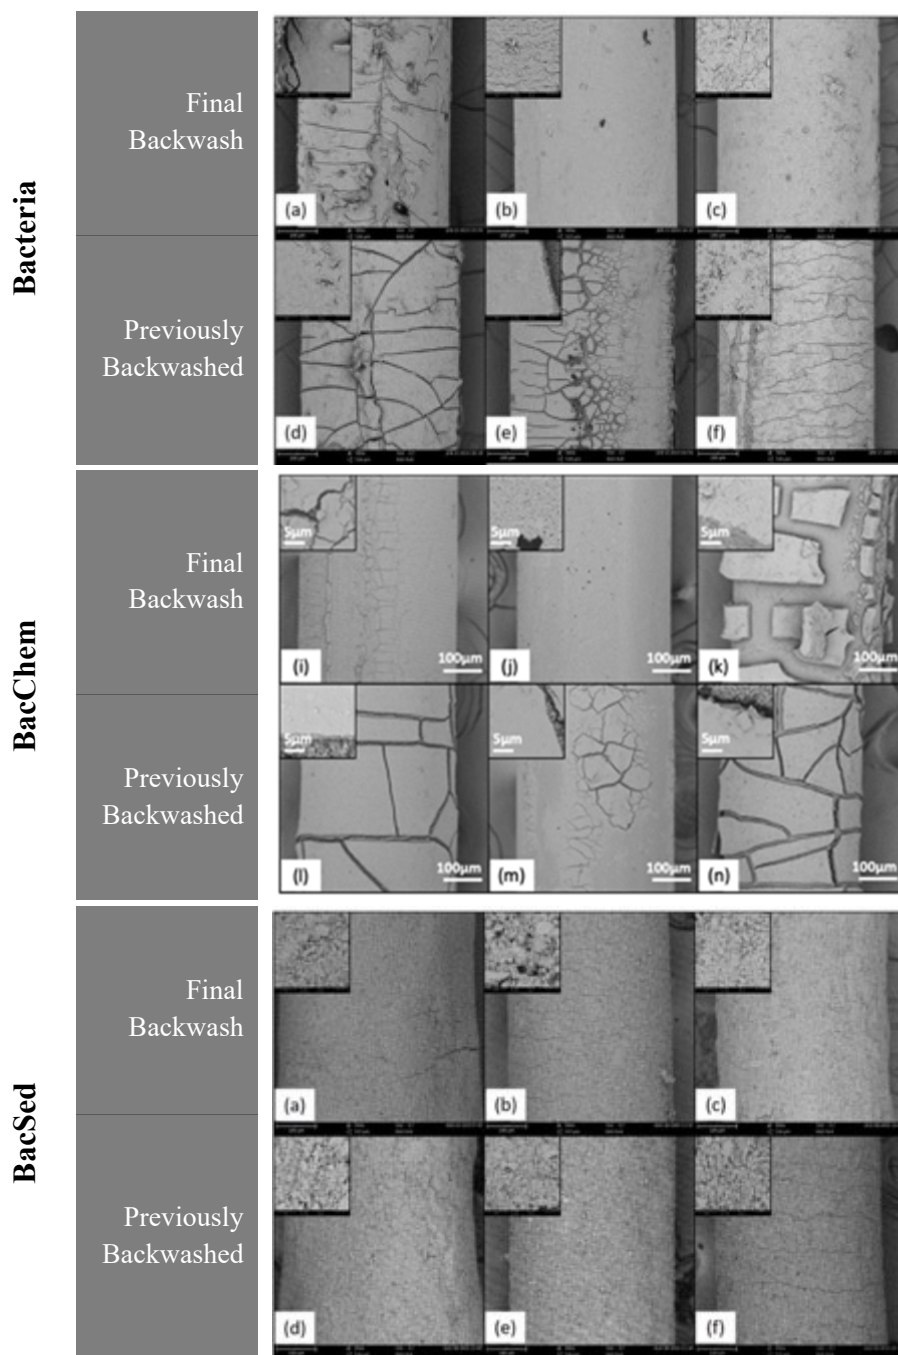 Bacteria
Final
Backwash
(a)
(b)
(c)
Previously
Backwashed
(d)
(e)
(f)
BacChem
Final
Backwash
5μm
5μm
5μm
(i)
100μm
(j)
100μm
(k)
100μm
Previously
Backwashed
5μm
5μm
5μm
(l)
100μm
(m)
100μm
(n)
100μm
BacSed
Final
Backwash
(a)
(b)
(c)
Previously
Backwashed
(d)
(e)
(f)